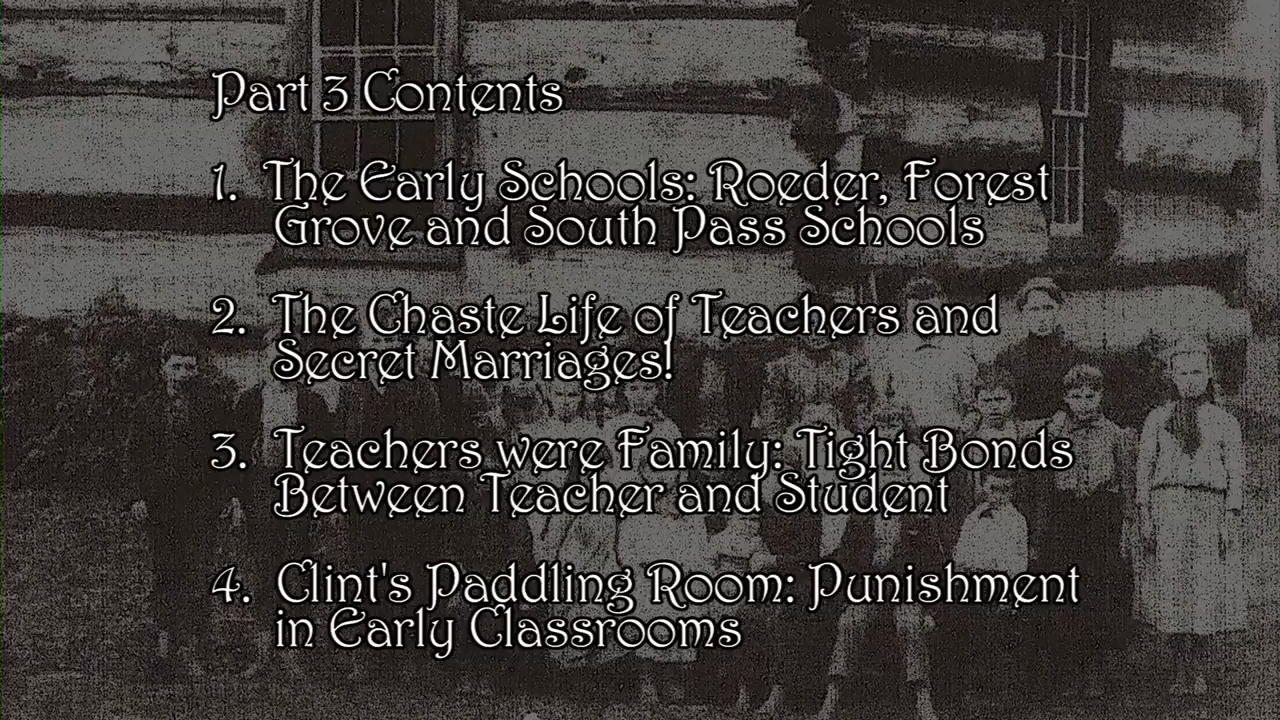 Part 3 Contents
1. The Early Schools: Roeder, Forest
Grove and South Pass Schools
2. The Chaste Life of Teachers and
Secret Marriages!
3. Teachers were Family: Tight Bonds
Between Teacher and Student
4. Clint's Paddling Room: Punishment
in Early Classrooms